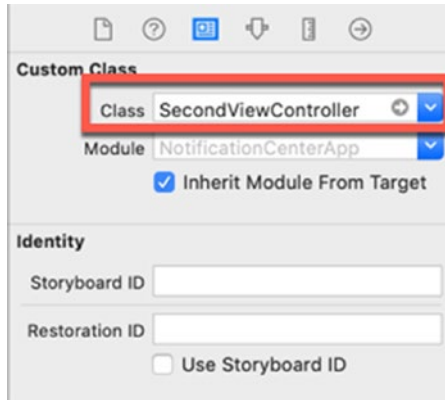 Custom Class
Class SecondViewController
Module NotificationCenterApp
Inherit Module From Target
Identity
Storyboard ID
Restoration ID
Use Storyboard ID